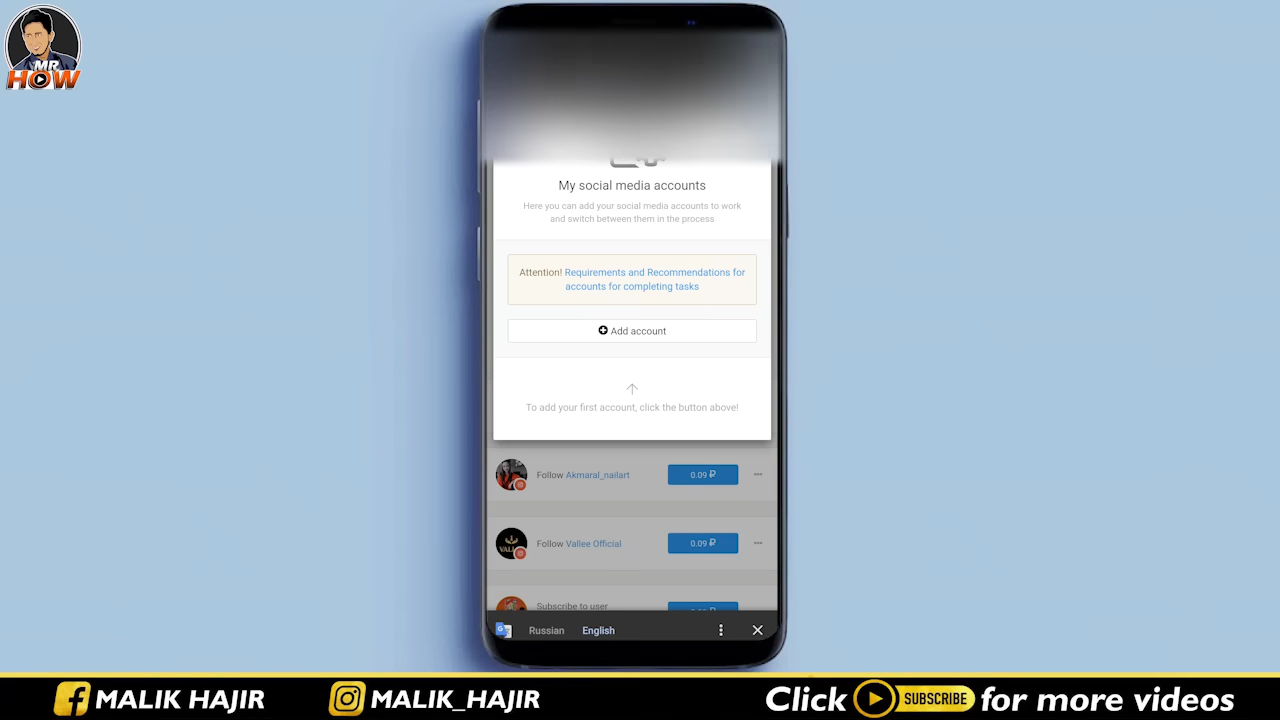 MR
HOW
My social media accounts
Here you can add your social media accounts to work
and switch between them in the process
Attention! Requirements and Recommendations for
accounts for completing tasks
Add account
To add your first account, click the button above!
Follow Akmaral_nailart
0.09 ₽
Follow Vallee Official
0.09 ₽
Subscribe to user
Russian English
MALIK HAJIR
MALIK_HAJIR
Click SUBSCRIBE for more videos